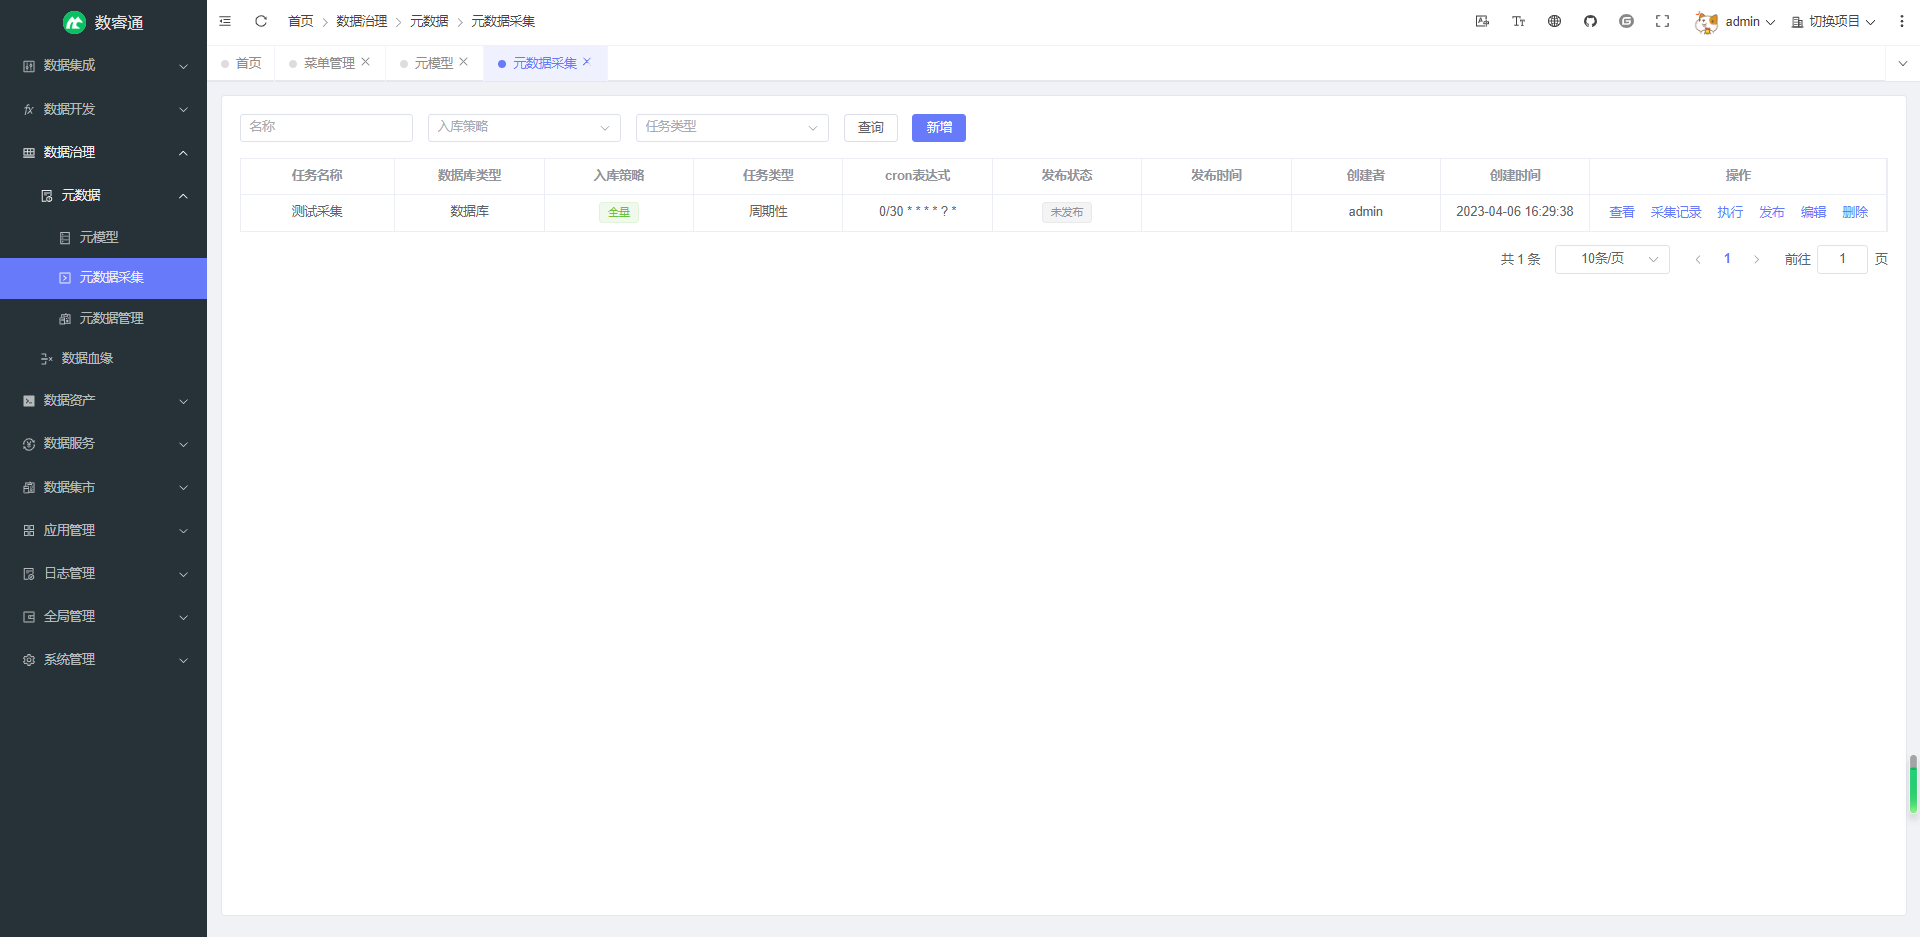 数睿通
首页 数据治理 元数据 元数据采集
admin 切换项目
首页 菜单管理 元模型 元数据采集
数据集成
数据开发
数据治理
元数据
元模型
元数据采集
元数据管理
数据血缘
数据资产
数据服务
数据集市
应用管理
日志管理
全局管理
系统管理
名称 入库策略 任务类型 查询 新增
任务名称 数据库类型 入库策略 任务类型 cron表达式 发布状态 发布时间 创建者 创建时间 操作
测试采集 数据库 全量 周期性 0/30 * * * * ? * 未发布 admin 2023-04-06 16:29:38 查看 采集记录 执行 发布 编辑 删除
共 1 条 10条/页 1 前往 1 页